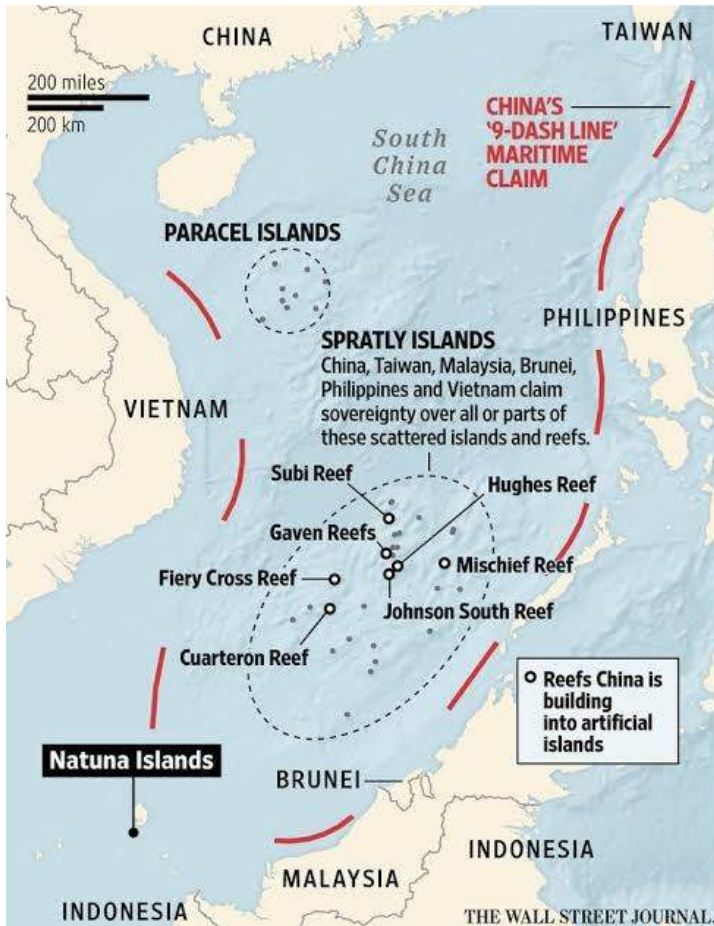 CHINA
TAIWAN
200 miles
200 km
CHINA'S
'9-DASH LINE'
MARITIME
CLAIM
South
China
Sea
PARACEL ISLANDS
PHILIPPINES
SPRATLY ISLANDS
China, Taiwan, Malaysia, Brunei,
Philippines and Vietnam claim
sovereignty over all or parts of
these scattered islands and reefs.
VIETNAM
Subi Reef
Hughes Reef
Gaven Reefs
Mischief Reef
Fiery Cross Reef
Johnson South Reef
Cuarteron Reef
Reefs China is
building
into artificial
islands
Natuna Islands
BRUNEI
MALAYSIA
INDONESIA
INDONESIA
THE WALL STREET JOURNAL.